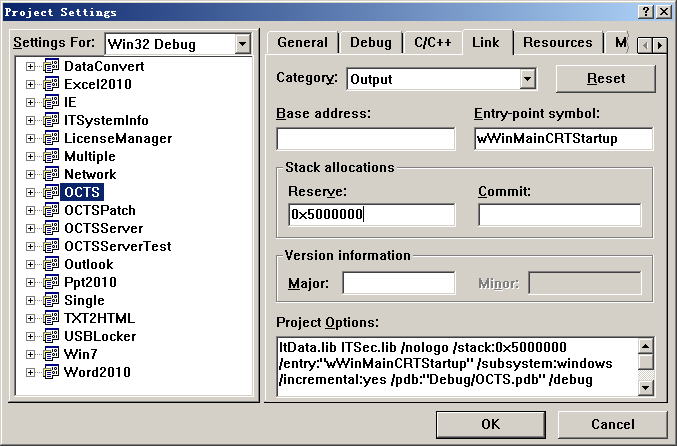 Project Settings
Settings For: Win32 Debug
DataConvert
Excel2010
IE
ITSystemInfo
LicenseManager
Multiple
Network
OCTS
OCTSPatch
OCTSServer
OCTSServerTest
Outlook
Ppt2010
Single
TXT2HTML
USBLocker
Win7
Word2010
General Debug C/C++ Link Resources M
Category: Output Reset
Base address: Entry-point symbol:
wWinMainCRTStartup
Stack allocations
Reserve: Commit:
0x5000000
Version information
Major: Minor:
Project Options:
ItData.lib ITSec.lib /nologo /stack:0x5000000
/entry:"wWinMainCRTStartup" /subsystem:windows
/incremental:yes /pdb:"Debug/OCTS.pdb" /debug
OK Cancel